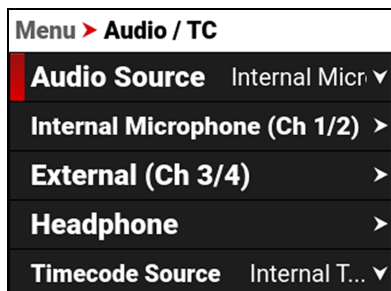 Menu > Audio / TC
Audio Source Internal Micr
Internal Microphone (Ch 1/2) >
External (Ch 3/4) >
Headphone >
Timecode Source Internal T...